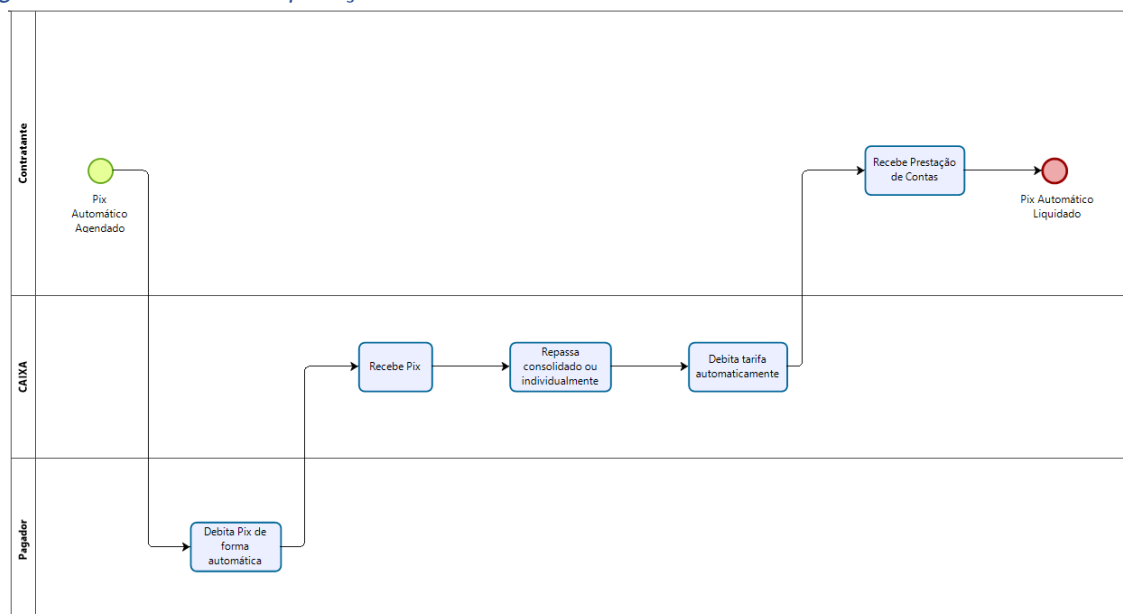 Contratante
Pix
Automático
Agendado
Recebe Prestação
de Contas
Pix Automático
Liquidado
CAIXA
Recebe Pix
Repassa
consolidado ou
individualmente
Debita tarifa
automaticamente
Pagador
Debita Pix de
forma
automática